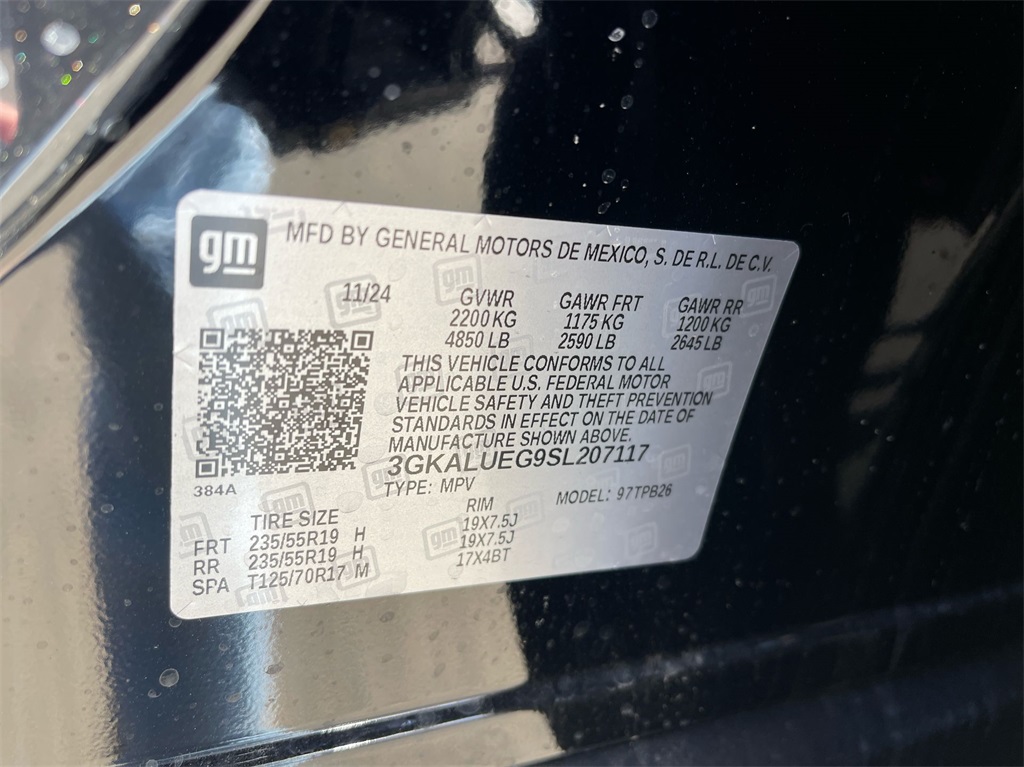 gm
MFD BY GENERAL MOTORS DE MEXICO, S. DE R.L. DE C.V.
11/24 GVWR GAWR FRT GAWR RR
2200 KG 1175 KG 1200 KG
4850 LB 2590 LB 2645 LB
THIS VEHICLE CONFORMS TO ALL
APPLICABLE U.S. FEDERAL MOTOR
VEHICLE SAFETY AND THEFT PREVENTION
STANDARDS IN EFFECT ON THE DATE OF
MANUFACTURE SHOWN ABOVE.
3GKALUEG9SL207117
384A
TYPE: MPV MODEL: 97TPB26
TIRE SIZE RIM
FRT 235/55R19 H 19X7.5J
RR 235/55R19 H 19X7.5J
SPA T125/70R17 M 17X4BT